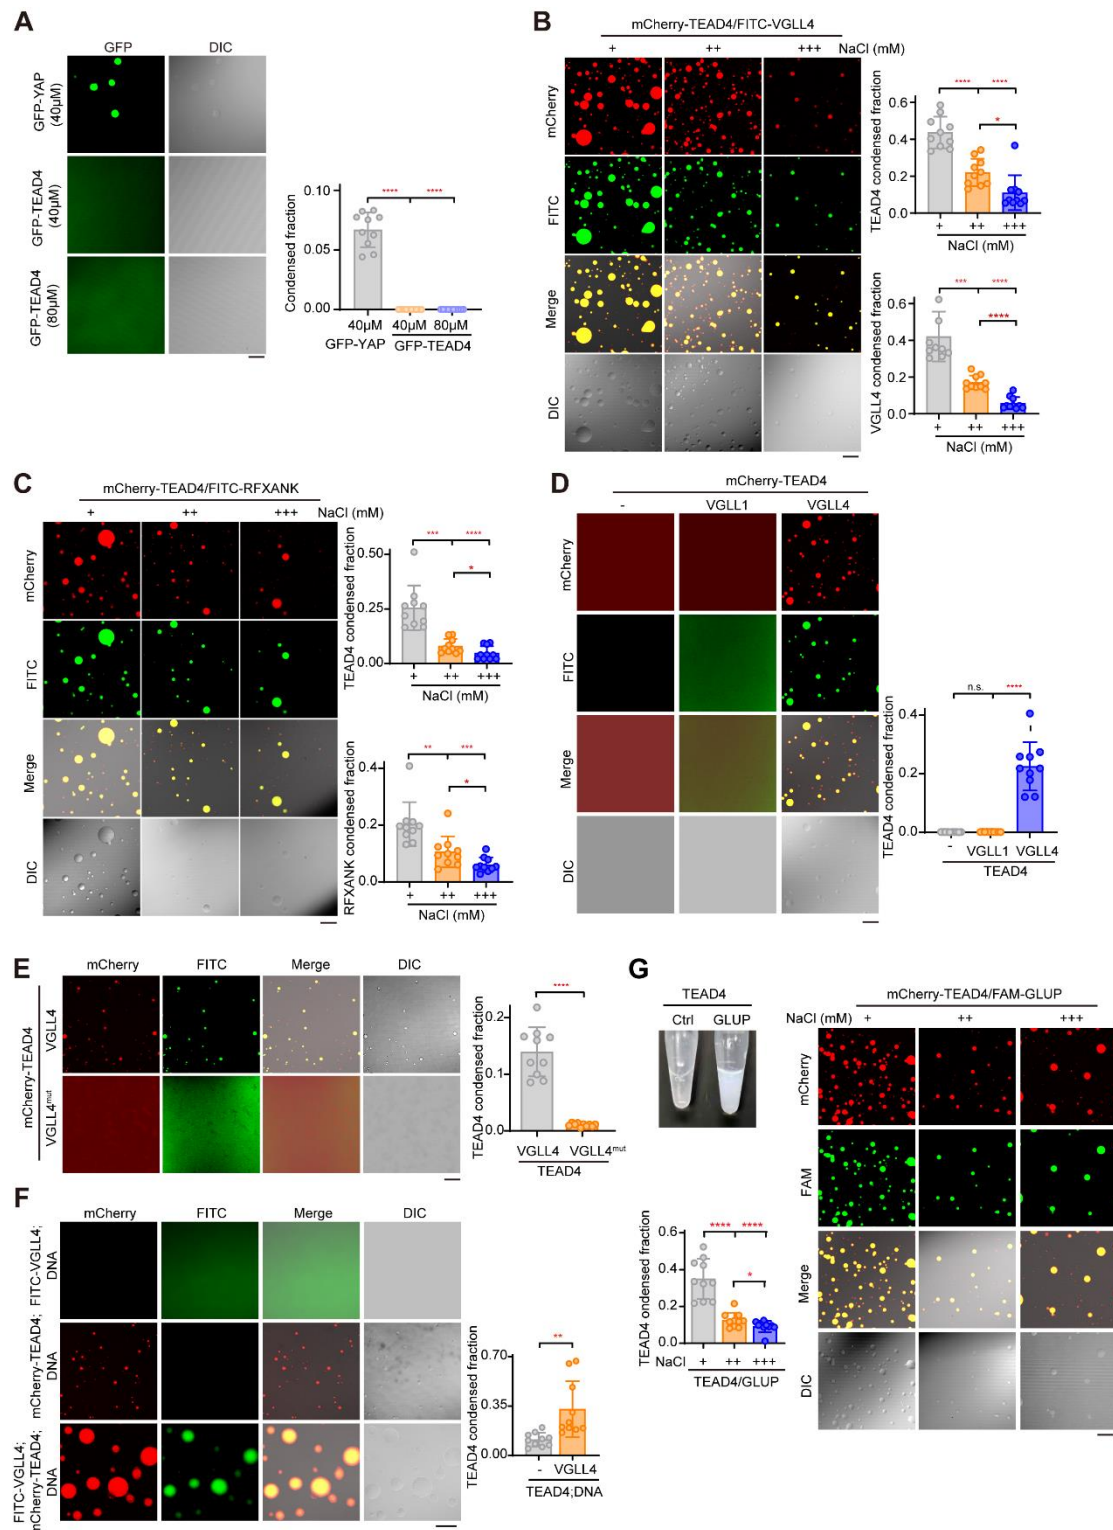 A
GFP
DIC
GFP-YAP
(40μM)
GFP-TEAD4
(40μM)
GFP-TEAD4
(80μM)
Condensed fraction
0.10
0.05
0.00
**** ****
40μM 40μM 80μM
GFP-YAP GFP-TEAD4
B
mCherry-TEAD4/FITC-VGLL4
+ ++ +++ NaCl (mM)
mCherry
FITC
Merge
DIC
TEAD4 condensed fraction
0.6
0.4
0.2
0.0
**** ****
*
+ ++ +++
NaCl (mM)
VGLL4 condensed fraction
0.6
0.4
0.2
0.0
*** ****
****
+ ++ +++
NaCl (mM)
C
mCherry-TEAD4/FITC-RFXANK
+ ++ +++ NaCl (mM)
mCherry
FITC
Merge
DIC
TEAD4 condensed fraction
0.50
0.25
0.00
*** ****
*
+ ++ +++
NaCl (mM)
RFXANK condensed fraction
0.4
0.2
0.0
** ***
*
+ ++ +++
NaCl (mM)
D
mCherry-TEAD4
- VGLL1 VGLL4
mCherry
FITC
Merge
DIC
TEAD4 condensed fraction
0.4
0.2
0.0
n.s. ****
- VGLL1 VGLL4
TEAD4
E
mCherry FITC Merge DIC
mCherry-TEAD4
VGLL4
VGLL4mut
TEAD4 condensed fraction
0.2
0.1
0.0
****
VGLL4 VGLL4mut
TEAD4
F
mCherry FITC Merge DIC
FITC-VGLL4;
DNA
mCherry-TEAD4;
DNA
FITC-VGLL4;
mCherry-TEAD4;
DNA
TEAD4 condensed fraction
0.70
0.35
0.00
**
- VGLL4
TEAD4;DNA
G
TEAD4
Ctrl GLUP
TEAD4 ondensed fraction
0.6
0.4
0.2
0.0
**** ****
*
NaCl + ++ +++
TEAD4/GLUP
mCherry-TEAD4/FAM-GLUP
NaCl (mM) + ++ +++
mCherry
FAM
Merge
DIC